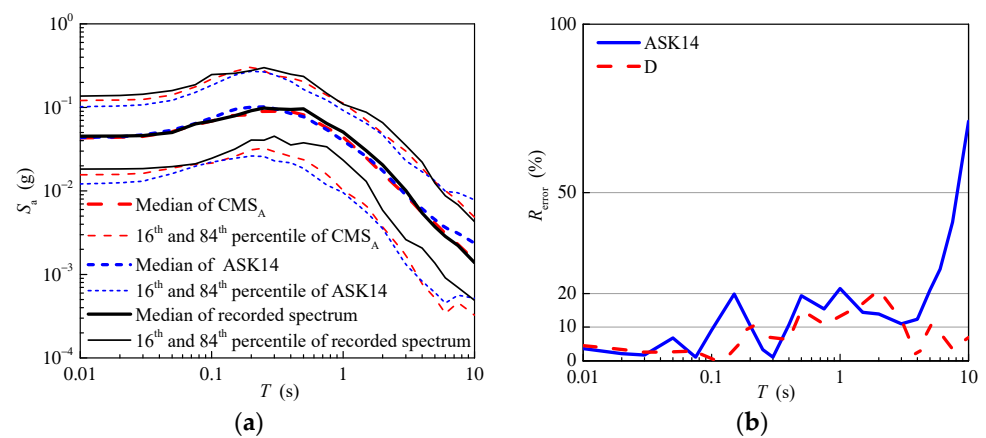 10^0
10^-1
10^-2
10^-3
10^-4
S_a (g)
Median of CMS_A
16^th and 84^th percentile of CMS_A
Median of ASK14
16^th and 84^th percentile of ASK14
Median of recorded spectrum
16^th and 84^th percentile of recorded spectrum
0.01 0.1 1 10
T (s)
(a)
100
50
20
10
0
R_error (%)
ASK14
D
0.01 0.1 1 10
T (s)
(b)